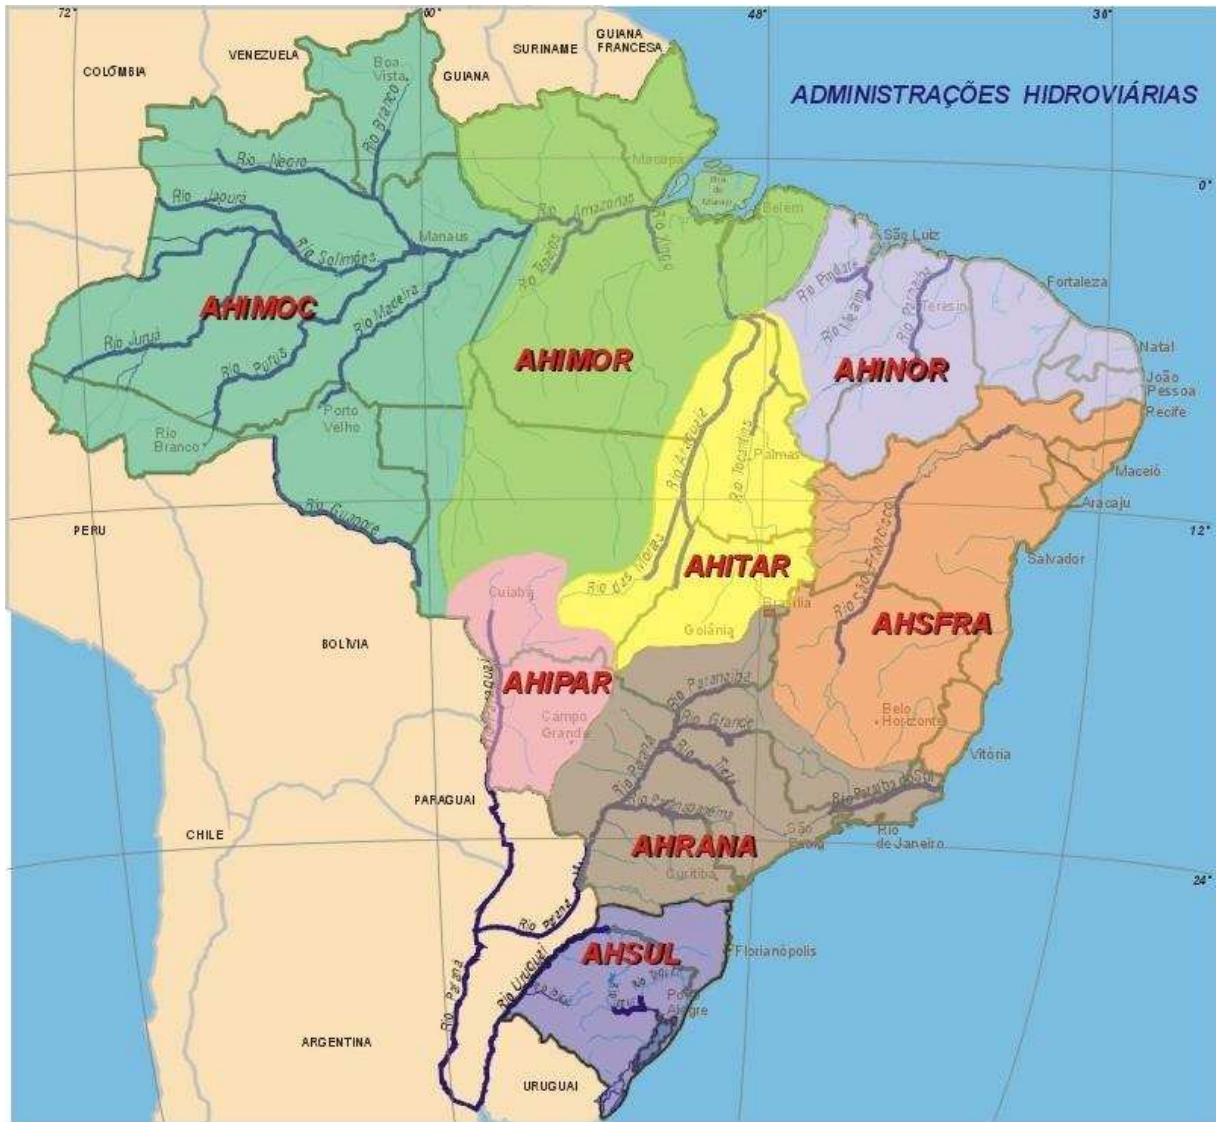 72°
60°
48°
36°
GUIANA
FRANCESA
SURINAME
VENEZUELA
COLÔMBIA
GUIANA
Boa
Vista
ADMINISTRAÇÕES HIDROVIÁRIAS
Rio Branco
Rio Negro
Macapá
0°
Rio Japurá
Rio Amazonas
Belém
Manaus
São Luiz
Rio Solimões
Rio Xingu
Rio Pindaré
Rio Parnaíba
Fortaleza
AHIMOC
Rio Madeira
Rio Mearim
Rio Juruá
Rio Purus
AHIMOR
AHINOR
Natal
João
Pessoa
Recife
Porto
Velho
Rio
Branco
Rio Araguaia
Rio Tocantins
Palmas
Maceió
Aracaju
PERU
Rio Guaporé
12°
Rio São Francisco
Salvador
Rio das Mortes
AHITAR
Cuiabá
Brasília
Goiânia
AHSFRA
BOLÍVIA
AHIPAR
Rio Paranaíba
Campo
Grande
Rio Grande
Belo
Horizonte
Vitória
Rio Paraná
Rio Tietê
Rio Paraíba do Sul
PARAGUAI
Rio Paranapanema
CHILE
São
Paulo
Rio
de Janeiro
AHRANA
Curitiba
24°
Rio Paraná
AHSUL
Florianópolis
Rio Uruguai
Rio Paraná
Porto
Alegre
ARGENTINA
URUGUAI